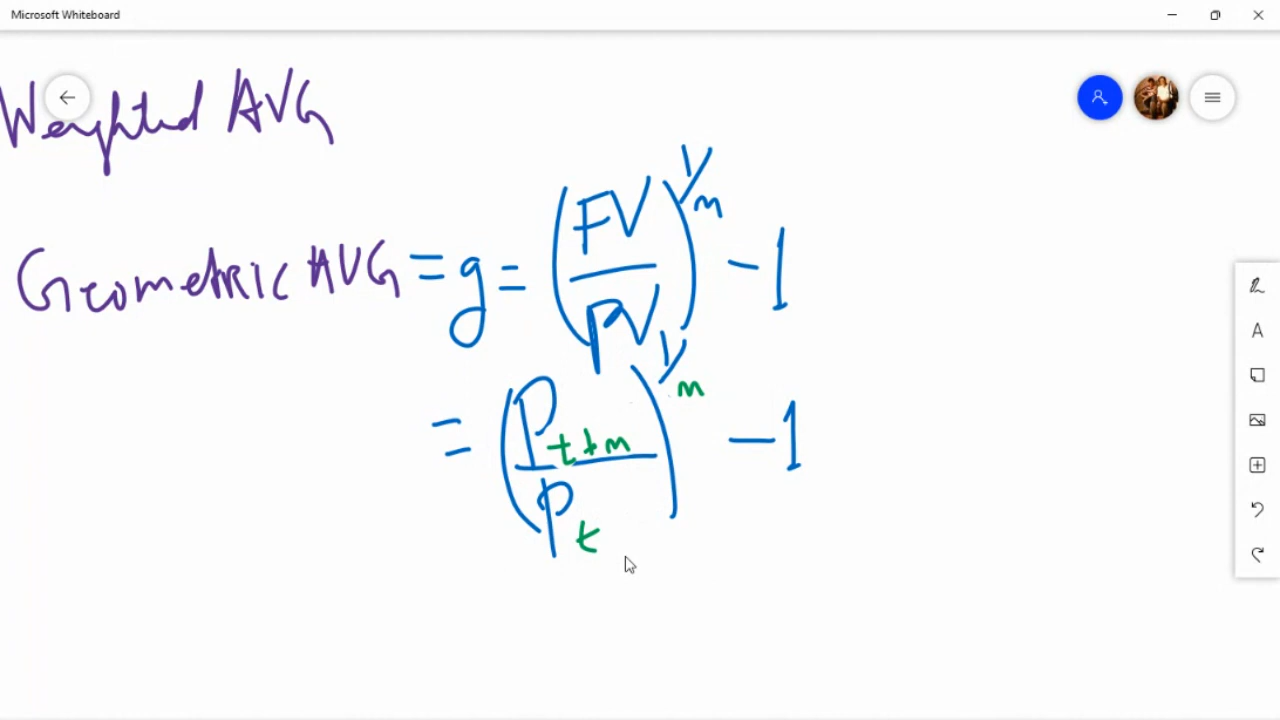 Microsoft Whiteboard
Weighted AVG
GEOMETRIC AVG = g = (FV/PV)^1/m - 1
= (P_t+m/P_t)^1/m - 1
A